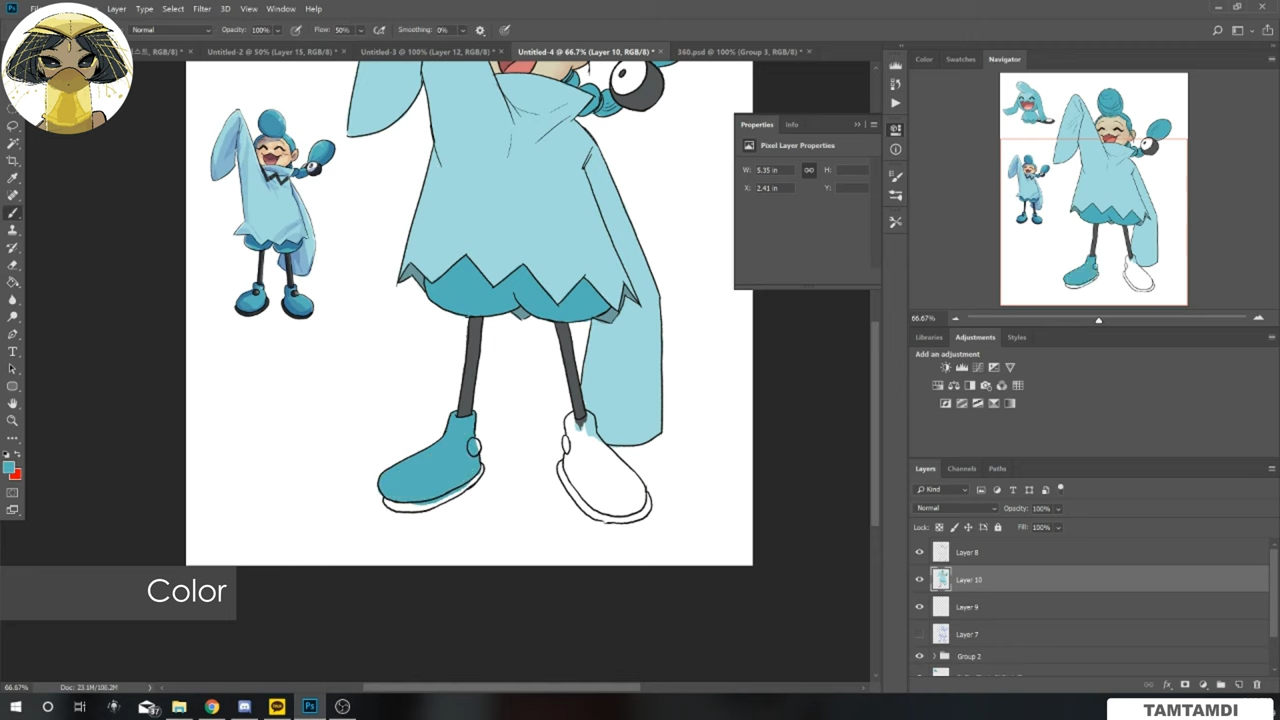 Type Select Filter 3D View Window Help
Normal Opacity: 100% Flow: 50% Smoothing: 0%
RGB/8) * × Untitled-2 @ 50% (Layer 15, RGB/8) * × Untitled-3 @ 100% (Layer 12, RGB/8) * × Untitled-4 @ 66.7% (Layer 10, RGB/8) * × 360.psd @ 100% (Group 3, RGB/8) * ×
Color Swatches Navigator
Properties Info
Pixel Layer Properties
W: 5.35 in H:
X: 2.41 in Y:
66.67%
Libraries Adjustments Styles
Add an adjustment
Layers Channels Paths
Kind
Normal Opacity: 100%
Lock: Fill: 100%
Layer 8
Layer 10
Layer 9
Layer 7
Group 2
Color
66.67% Doc: 23.1M/198.2M
TAMTAMDI